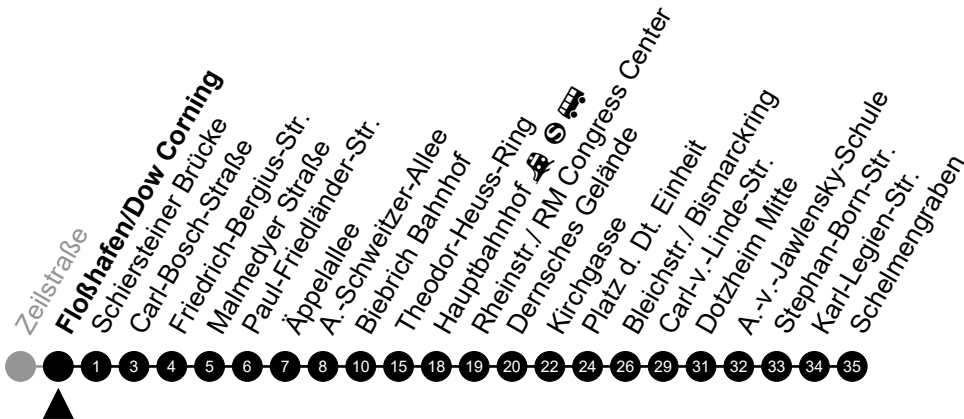 Zeilstraße
Floßhafen/Dow Corning
Schiersteiner Brücke
Carl-Bosch-Straße
Friedrich-Bergius-Str.
Malmedyer Straße
Paul-Friedländer-Str.
Äppelallee
A.-Schweitzer-Allee
Biebrich Bahnhof
Theodor-Heuss-Ring
Hauptbahnhof S
Rheinstr./ RM Congress Center
Dernsches Gelände
Kirchgasse
Platz d. Dt. Einheit
Bleichstr./ Bismarckring
Carl-v.-Linde-Str.
Dotzheim Mitte
A.-v.-Jawlensky-Schule
Stephan-Born-Str.
Karl-Legien-Str.
Schelmengraben
1 3 4 5 6 7 8 10 15 18 19 20 22 24 26 29 31 32 33 34 35